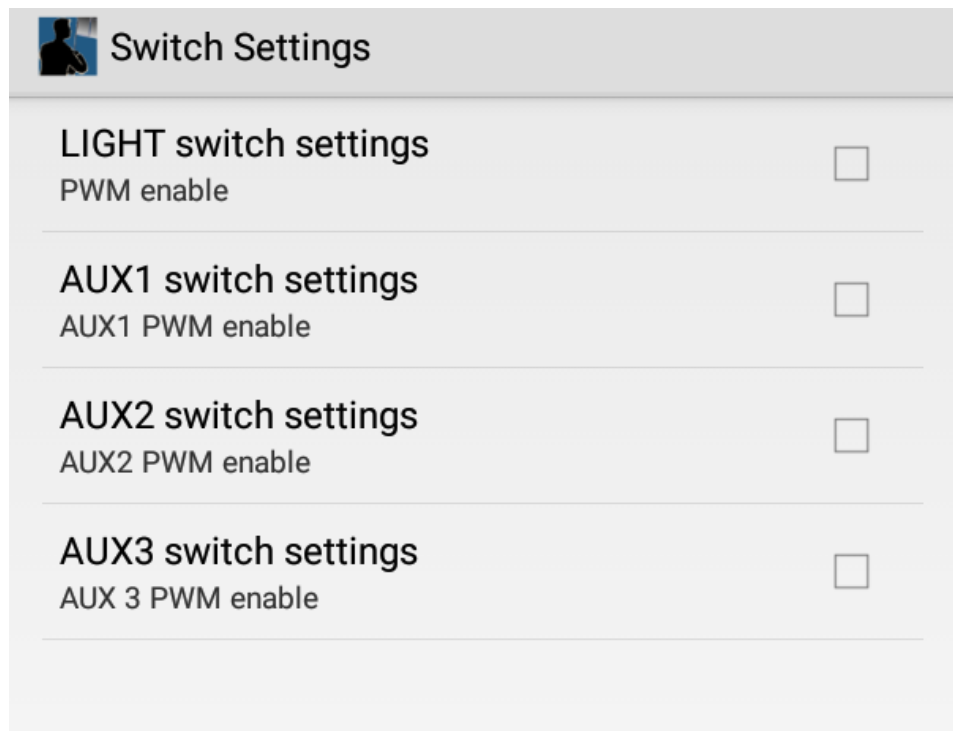 Switch Settings
LIGHT switch settings
PWM enable
AUX1 switch settings
AUX1 PWM enable
AUX2 switch settings
AUX2 PWM enable
AUX3 switch settings
AUX 3 PWM enable